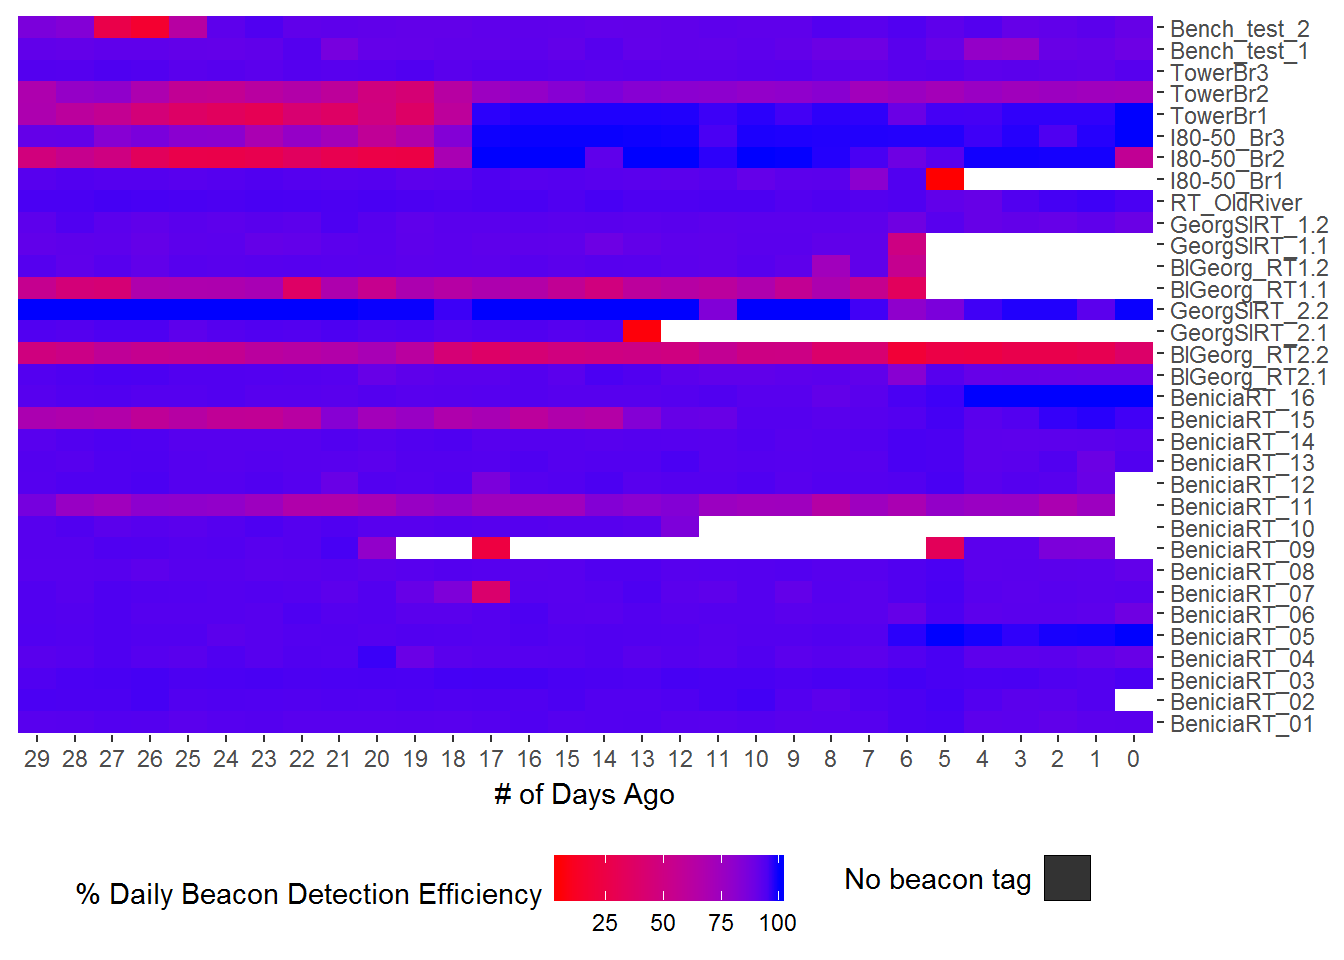 Bench_test_2
Bench_test_1
TowerBr3
TowerBr2
TowerBr1
I80-50_Br3
I80-50_Br2
I80-50_Br1
RT_OldRiver
GeorgSlRT_1.2
GeorgSlRT_1.1
BlGeorg_RT1.2
BlGeorg_RT1.1
GeorgSlRT_2.2
GeorgSlRT_2.1
BlGeorg_RT2.2
BlGeorg_RT2.1
BeniciaRT_16
BeniciaRT_15
BeniciaRT_14
BeniciaRT_13
BeniciaRT_12
BeniciaRT_11
BeniciaRT_10
BeniciaRT_09
BeniciaRT_08
BeniciaRT_07
BeniciaRT_06
BeniciaRT_05
BeniciaRT_04
BeniciaRT_03
BeniciaRT_02
BeniciaRT_01
29 28 27 26 25 24 23 22 21 20 19 18 17 16 15 14 13 12 11 10 9 8 7 6 5 4 3 2 1 0
# of Days Ago
% Daily Beacon Detection Efficiency
25 50 75 100
No beacon tag